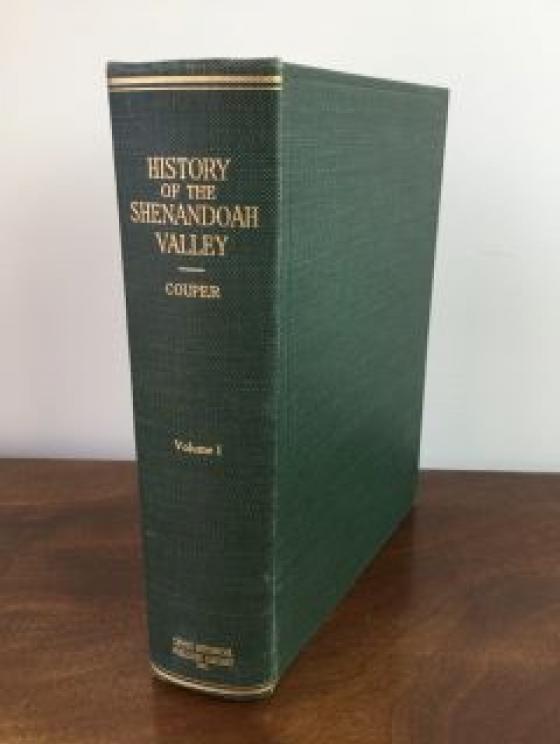 HISTORY
OF THE
SHENANDOAH
VALLEY
COUPER
Volume I